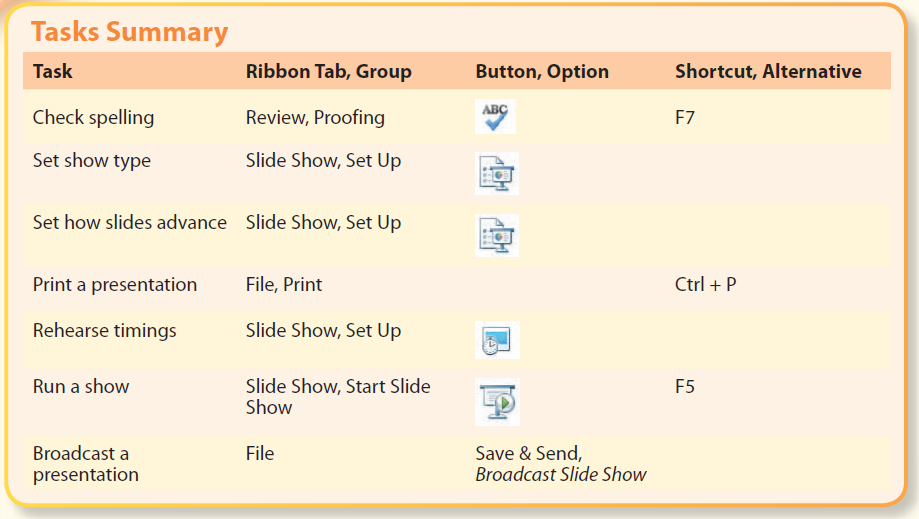 Tasks Summary
Task Ribbon Tab, Group Button, Option Shortcut, Alternative
Check spelling Review, Proofing ABC F7
Set show type Slide Show, Set Up
Set how slides advance Slide Show, Set Up
Print a presentation File, Print Ctrl + P
Rehearse timings Slide Show, Set Up
Run a show Slide Show, Start Slide F5
Show
Broadcast a File Save & Send,
presentation Broadcast Slide Show